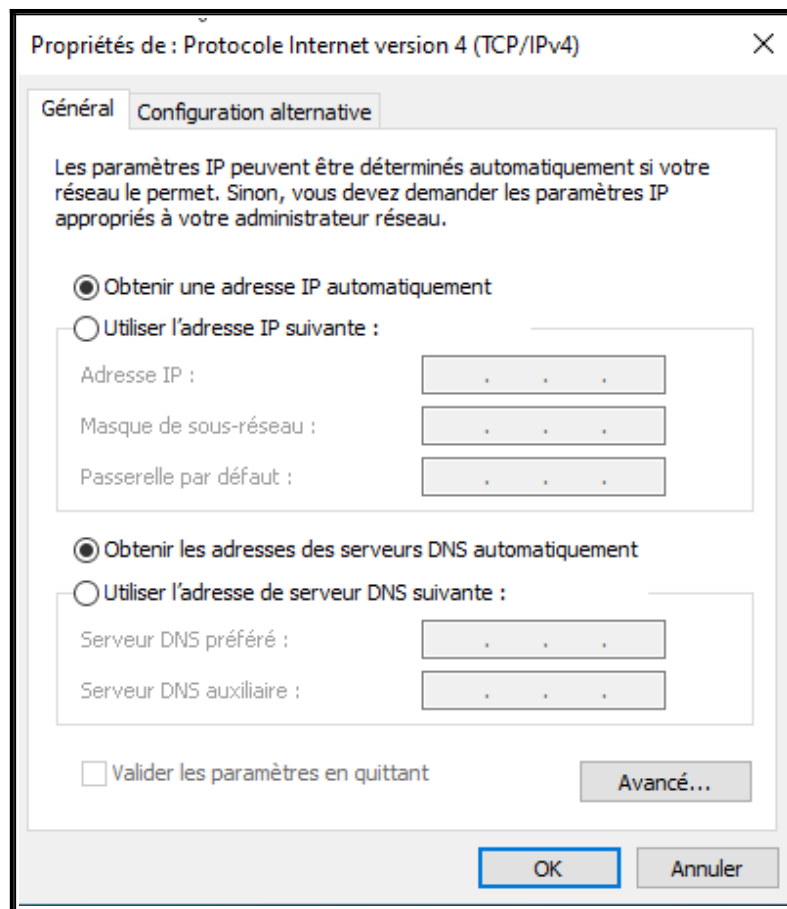 Propriétés de : Protocole Internet version 4 (TCP/IPv4)
Général
Configuration alternative
Les paramètres IP peuvent être déterminés automatiquement si votre
réseau le permet. Sinon, vous devez demander les paramètres IP
appropriés à votre administrateur réseau.
Obtenir une adresse IP automatiquement
Utiliser l’adresse IP suivante :
Adresse IP :
Masque de sous-réseau :
Passerelle par défaut :
Obtenir les adresses des serveurs DNS automatiquement
Utiliser l’adresse de serveur DNS suivante :
Serveur DNS préféré :
Serveur DNS auxiliaire :
Valider les paramètres en quittant
Avancé...
OK
Annuler